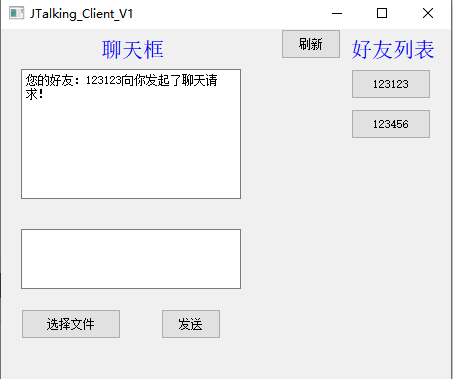 JTalking_Client_V1
聊天框
刷新
好友列表
您的好友：123123向你发起了聊天请
求！
123123
123456
选择文件
发送